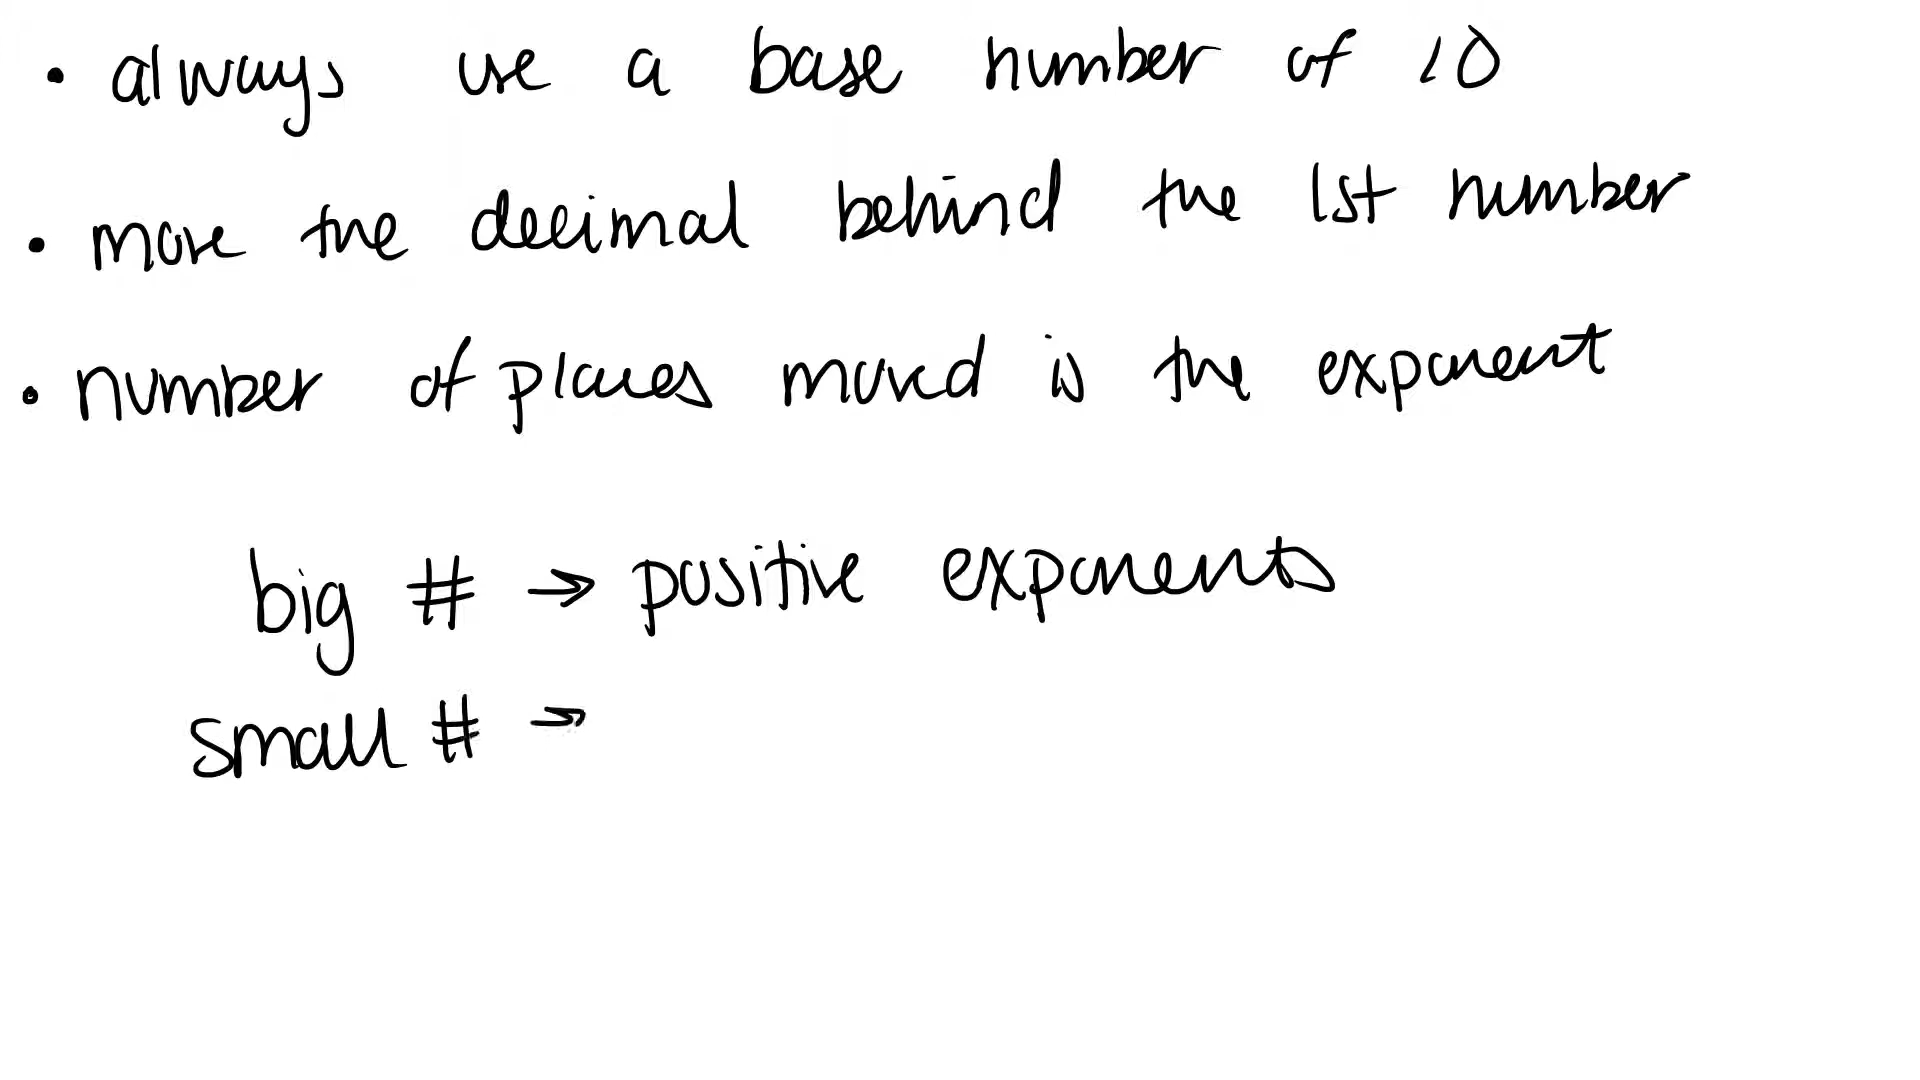 • always use a base number of 10
• move the decimal behind the 1st number
• number of places moved is the exponent
big # → positive exponents
small # →